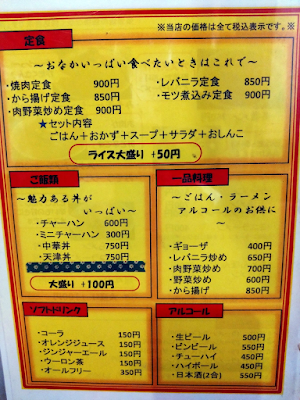 ※当店の価格は全て税込表示です。※
定食
～おなかいっぱい食べたいときはこれで～
・焼肉定食 900円
・から揚げ定食 850円
・肉野菜炒め定食 900円
・レバニラ定食 850円
・モツ煮込み定食 900円
★セット内容
ごはん＋おかず＋スープ＋サラダ＋おしんこ
ライス大盛り +50円
ご飯類
～魅力ある丼が
いっぱい～
・チャーハン 600円
・ミニチャーハン 300円
・中華丼 750円
・天津丼 750円
大盛り +100円
一品料理
～ごはん・ラーメン
アルコールのお供に
～
・ギョーザ 400円
・レバニラ炒め 650円
・肉野菜炒め 700円
・野菜炒め 600円
・から揚げ 850円
ソフトドリンク
・コーラ 150円
・オレンジジュース 150円
・ジンジャーエール 150円
・ウーロン茶 150円
・オールフリー 350円
アルコール
・生ビール 500円
・ビンビール 550円
・チューハイ 450円
・ハイボール 450円
・日本酒(2合) 550円